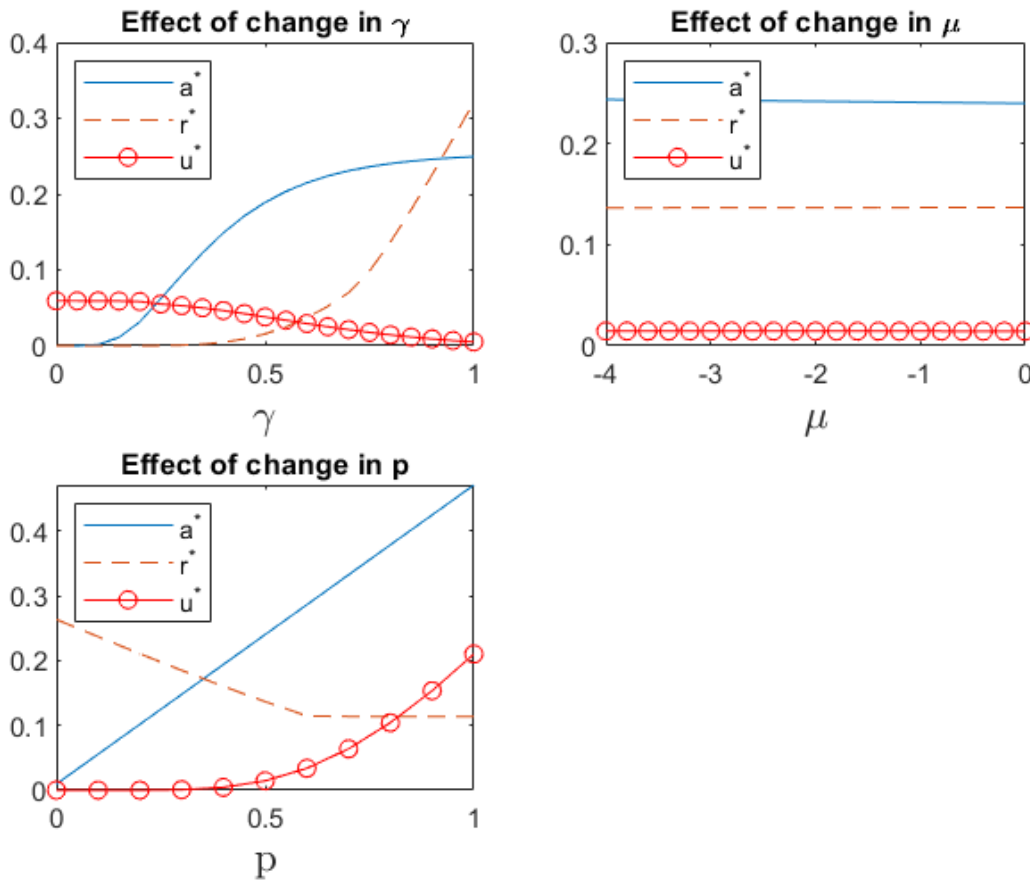 Effect of change in γ
0.4
0.3
0.2
0.1
0
a*
r*
u*
0
0.5
1
γ
Effect of change in μ
0.3
0.2
0.1
0
a*
r*
u*
-4
-3
-2
-1
0
μ
Effect of change in p
0.4
0.3
0.2
0.1
0
a*
r*
u*
0
0.5
1
p